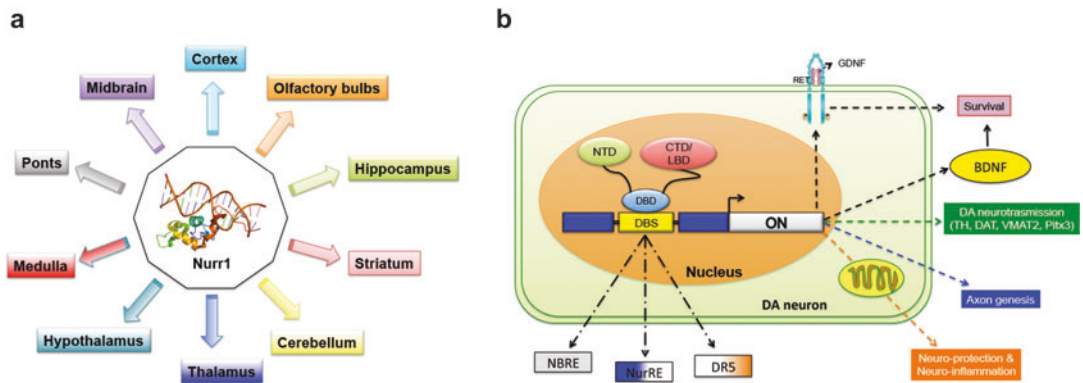 a
Cortex
Midbrain
Olfactory bulbs
Ponts
Hippocampus
Nurr1
Medulla
Striatum
Hypothalamus
Cerebellum
Thalamus
b
GDNF
RET
Survival
NTD
CTD/
LBD
BDNF
DBD
DBS
ON
DA neurotrasmission
(TH, DAT, VMAT2, Pitx3)
Nucleus
DA neuron
Axon genesis
NBRE
NurRE
DR5
Neuro-protection &
Neuro-inflammation